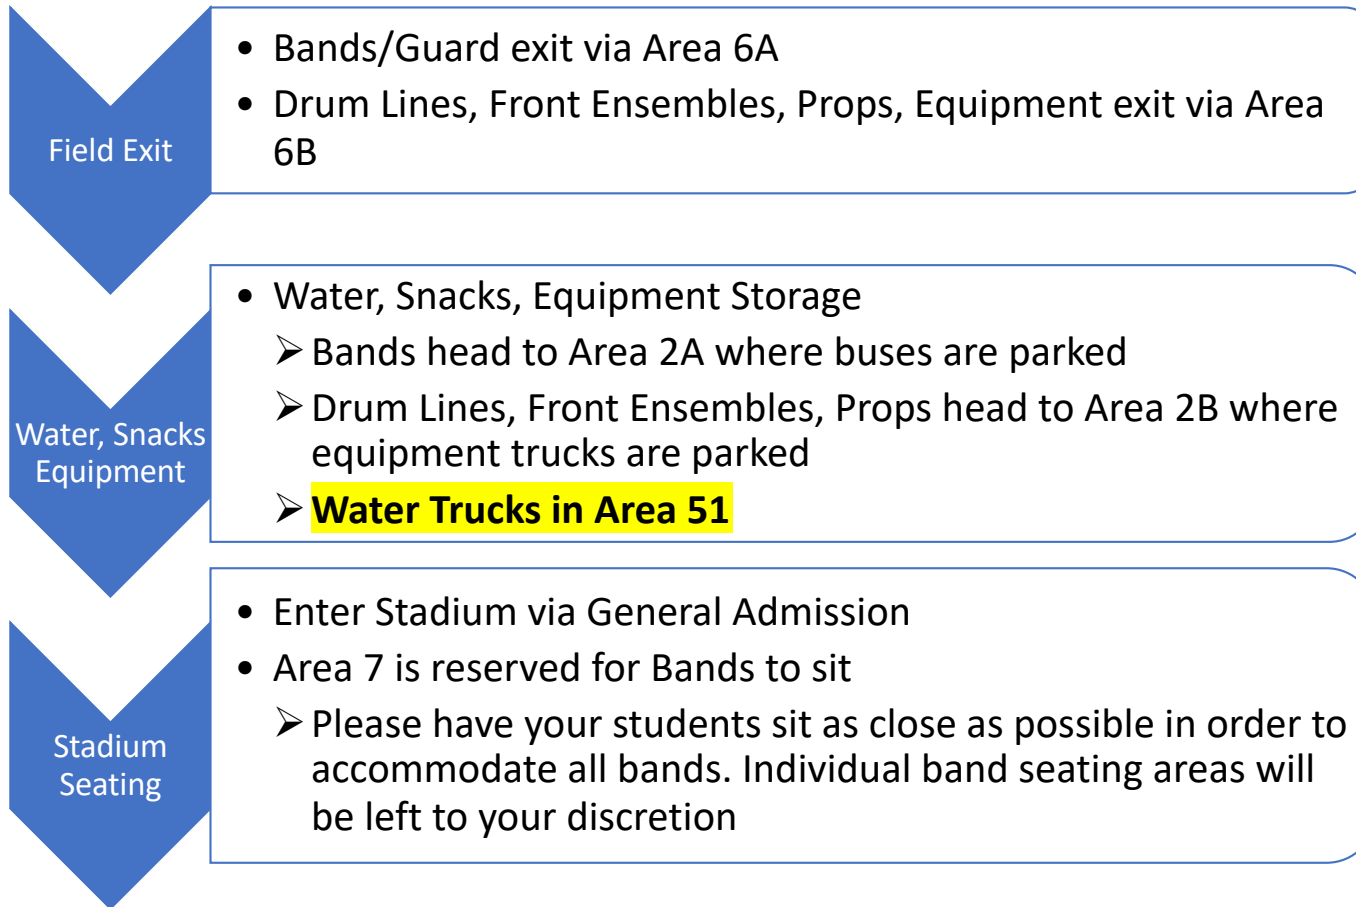 Field Exit
• Bands/Guard exit via Area 6A
• Drum Lines, Front Ensembles, Props, Equipment exit via Area
6B
Water, Snacks
Equipment
• Water, Snacks, Equipment Storage
➢ Bands head to Area 2A where buses are parked
➢ Drum Lines, Front Ensembles, Props head to Area 2B where
equipment trucks are parked
➢ Water Trucks in Area 51
Stadium
Seating
• Enter Stadium via General Admission
• Area 7 is reserved for Bands to sit
➢ Please have your students sit as close as possible in order to
accommodate all bands. Individual band seating areas will
be left to your discretion